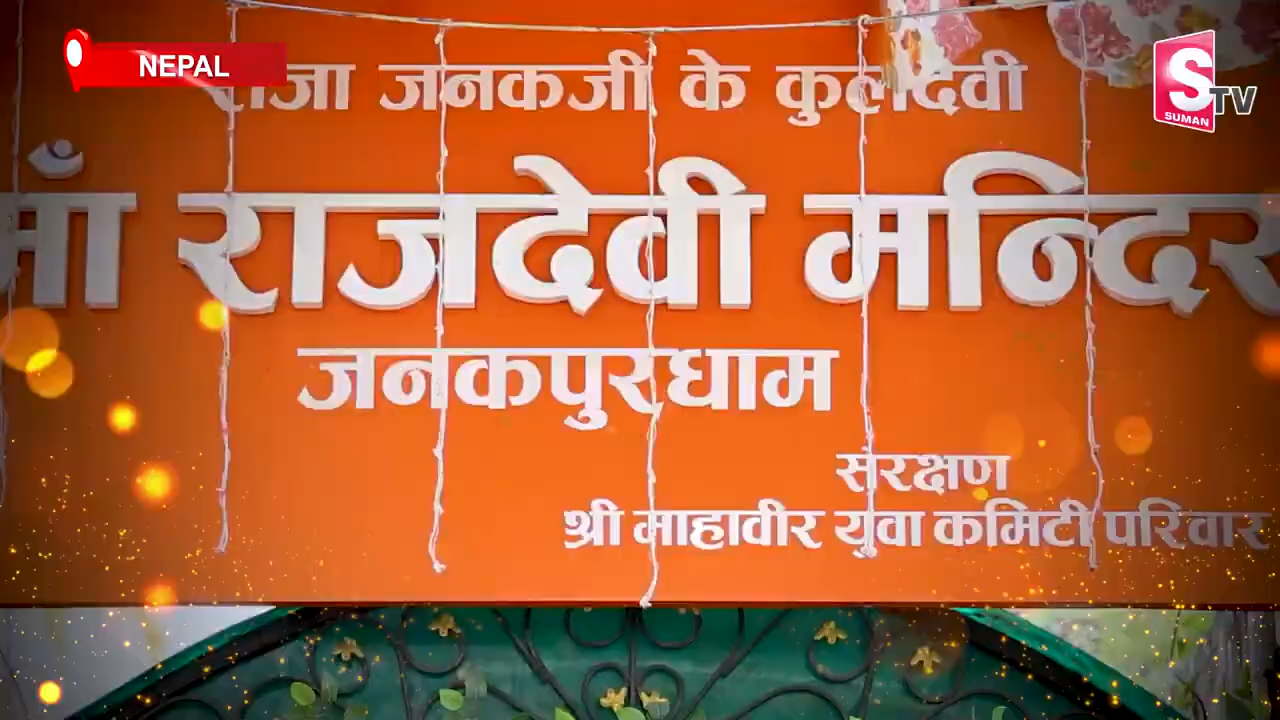 NEPAL
राजा जनकजी के कुलदेवी
माँ राजदेवी मन्दिर
जनकपुरधाम
संरक्षण
श्री माहावीर युवा कमिटी परिवार
S TV
SUMAN